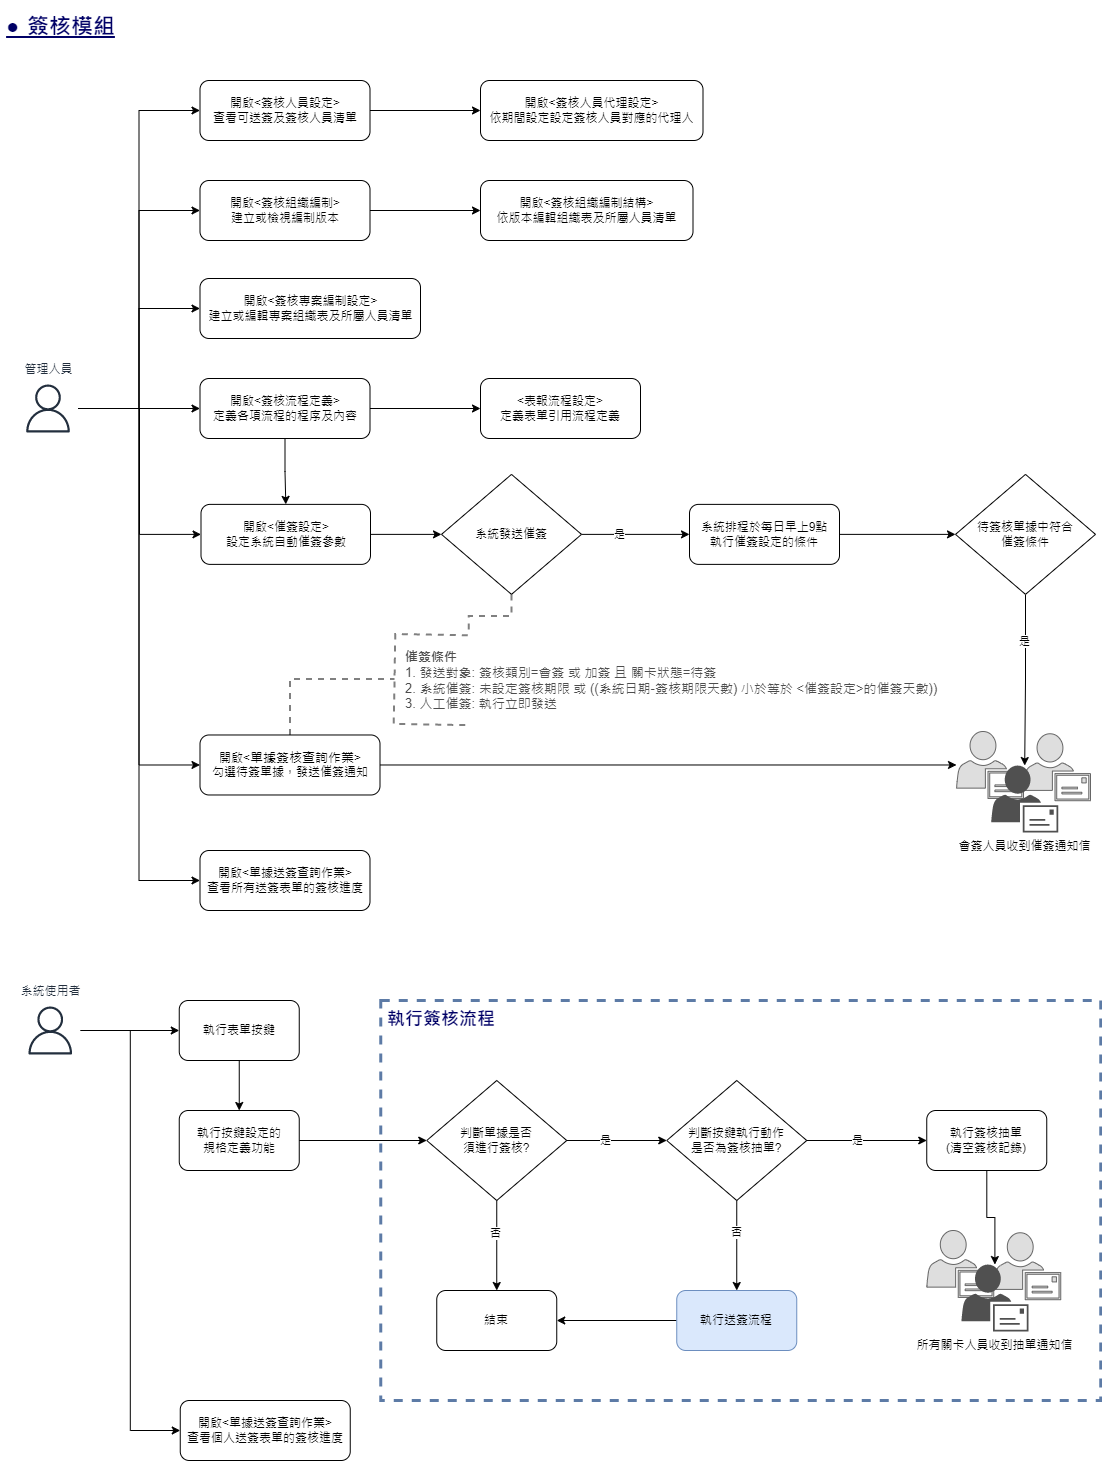 ● 簽核模組
開啟<簽核人員設定>
查看可送簽及簽核人員清單
開啟<簽核人員代理設定>
依期間設定設定簽核人員對應的代理人
開啟<簽核組織編制>
建立或檢視編制版本
開啟<簽核組織編制結構>
依版本編輯組織表及所屬人員清單
開啟<簽核專案編制設定>
建立或編輯專案組織表及所屬人員清單
管理人員
開啟<簽核流程定義>
定義各項流程的程序及內容
<表報流程設定>
定義表單引用流程定義
開啟<催簽設定>
設定系統自動催簽參數
系統發送催簽
是
系統排程於每日早上9點
執行催簽設定的條件
待簽核單據中符合
催簽條件
是
催簽條件
1. 發送對象: 簽核類別=會簽 或 加簽 且 關卡狀態=待簽
2. 系統催簽: 未設定簽核期限 或 ((系統日期-簽核期限天數) 小於等於 <催簽設定>的催簽天數))
3. 人工催簽: 執行立即發送
開啟<單據簽核查詢作業>
勾選待簽單據，發送催簽通知
會簽人員收到催簽通知信
開啟<單據送簽查詢作業>
查看所有送簽表單的簽核進度
系統使用者
執行表單按鍵
執行簽核流程
執行按鍵設定的
規格定義功能
判斷單據是否
須進行簽核?
是
判斷按鍵執行動作
是否為簽核抽單?
是
執行簽核抽單
(清空簽核記錄)
否
否
結束
執行送簽流程
所有關卡人員收到抽單通知信
開啟<單據送簽查詢作業>
查看個人送簽表單的簽核進度